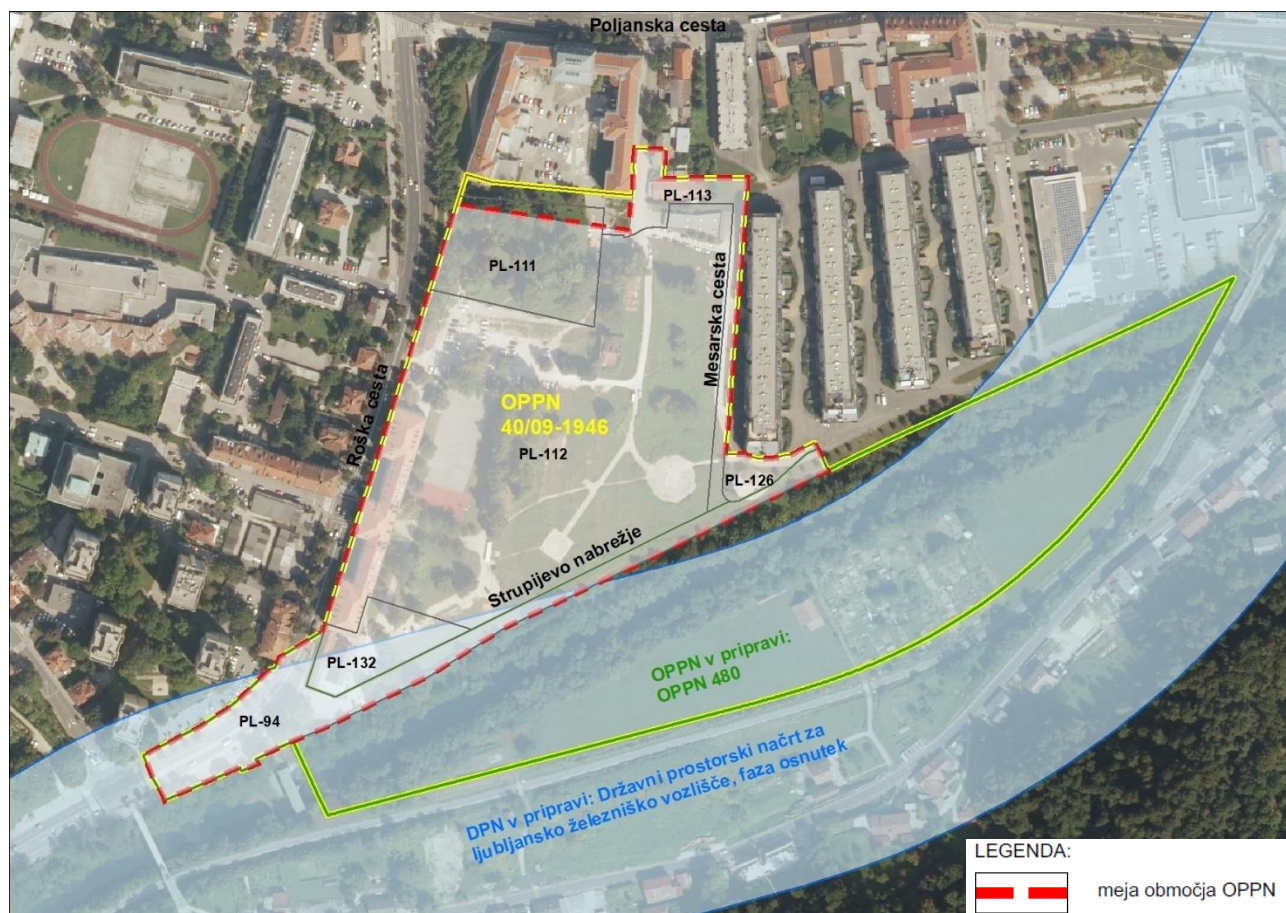 Poljanska cesta
PL-113
PL-111
Mesarska cesta
Roška cesta
OPPN
40/09-1946
PL-112
PL-126
Strupijevo nabrežje
PL-132
OPPN v pripravi:
OPPN 480
PL-94
DPN v pripravi: Državni prostorski načrt za
ljubljansko železniško vozlišče, faza osnutek
LEGENDA:
meja območja OPPN